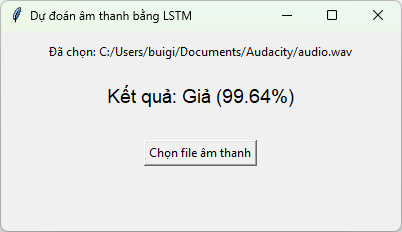 Dự đoán âm thanh bằng LSTM
Đã chọn: C:/Users/buigi/Documents/Audacity/audio.wav
Kết quả: Giả (99.64%)
Chọn file âm thanh